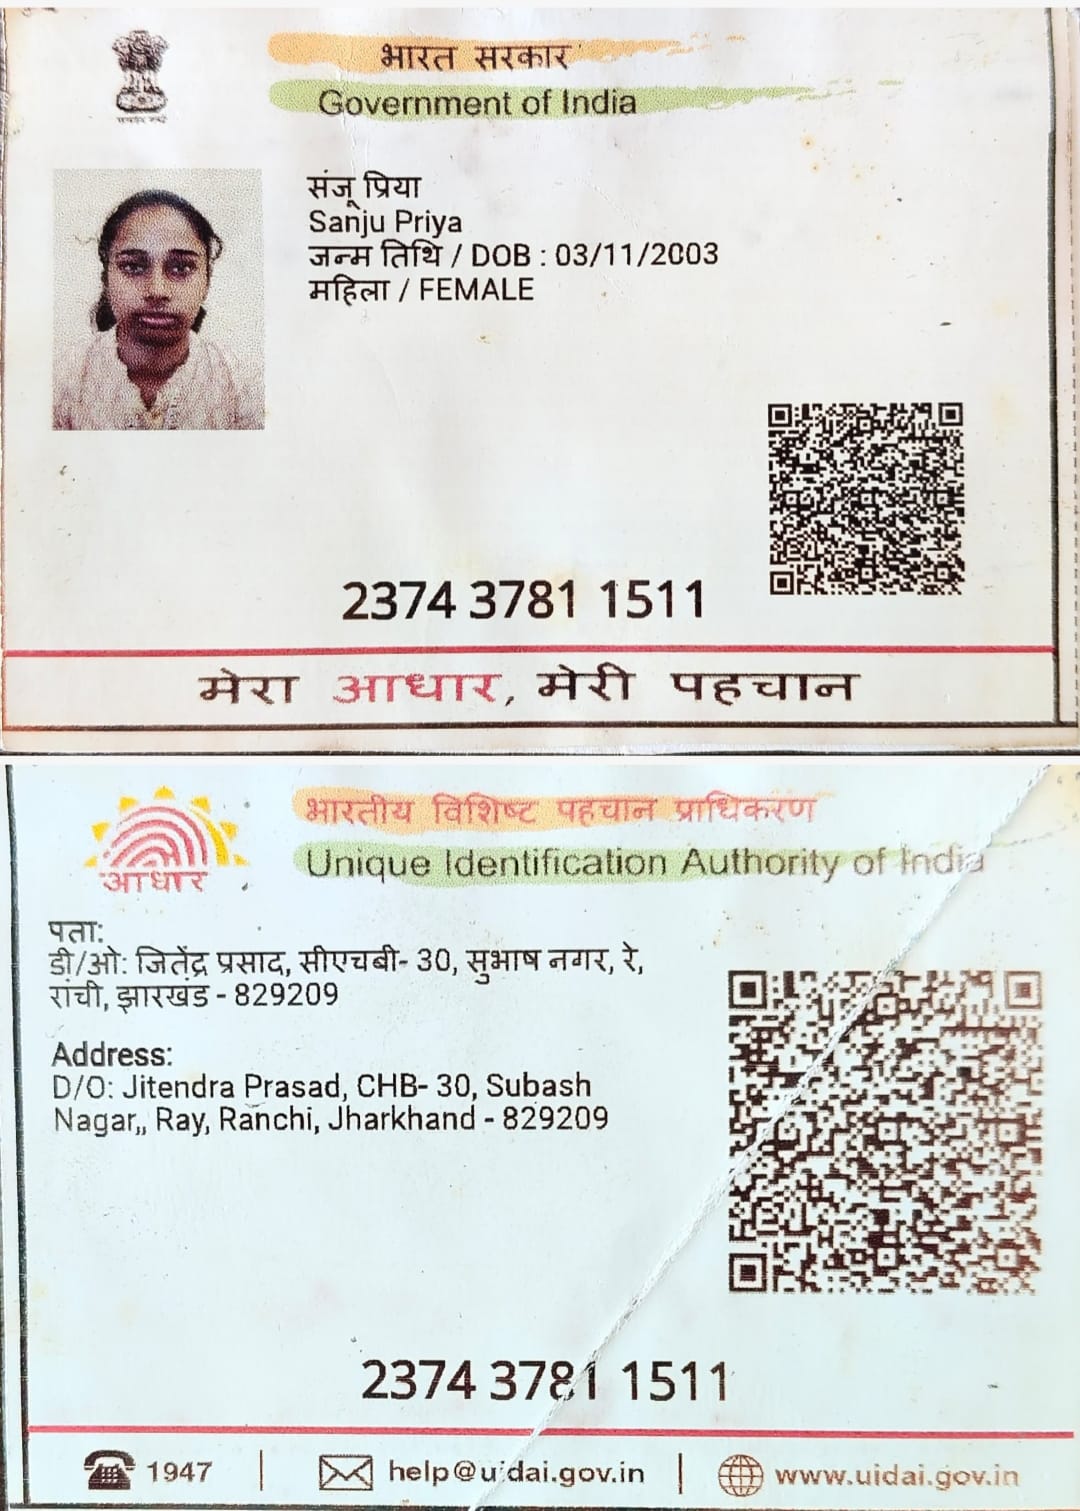 भारत सरकार
Government of India
संजू प्रिया
Sanju Priya
जन्म तिथि / DOB : 03/11/2003
महिला / FEMALE
2374 3781 1511
मेरा आधार, मेरी पहचान
भारतीय विशिष्ट पहचान प्राधिकरण
Unique Identification Authority of India
आधार
पता:
डी/ओ: जितेंद्र प्रसाद, सीएचबी- 30, सुभाष नगर, रे,
रांची, झारखंड - 829209
Address:
D/O: Jitendra Prasad, CHB- 30, Subash
Nagar,, Ray, Ranchi, Jharkhand - 829209
2374 3781 1511
1947 | help@uidai.gov.in | www.uidai.gov.in